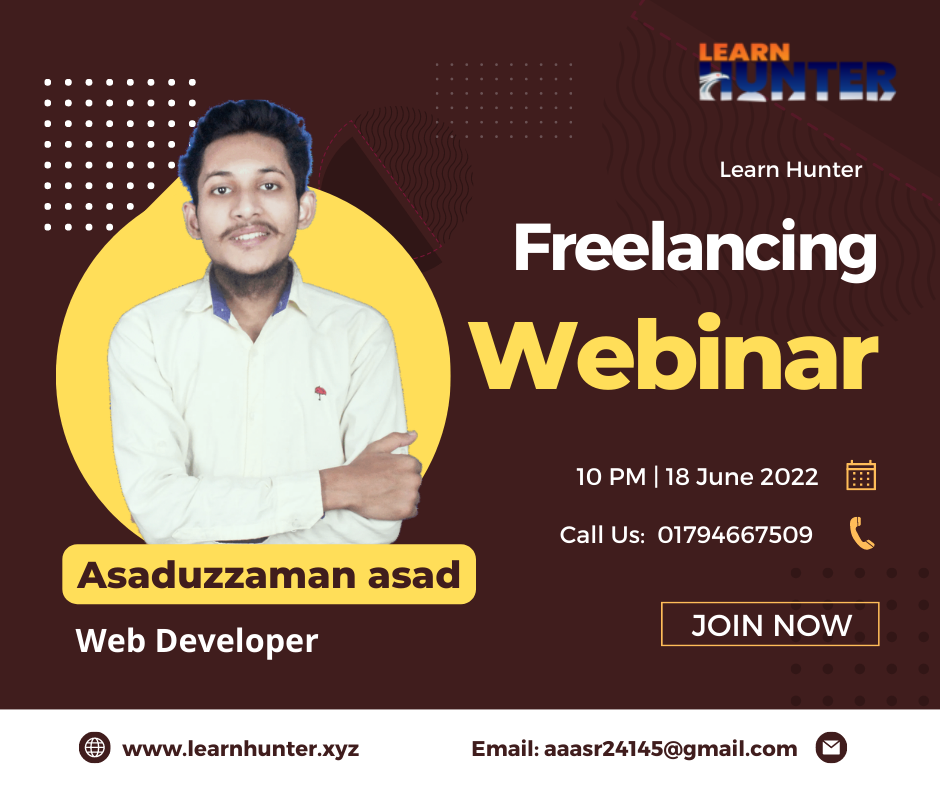 LEARN
HUNTER
Learn Hunter
Freelancing
Webinar
10 PM | 18 June 2022
Call Us: 01794667509
JOIN NOW
Asaduzzaman asad
Web Developer
www.learnhunter.xyz
Email: aaasr24145@gmail.com